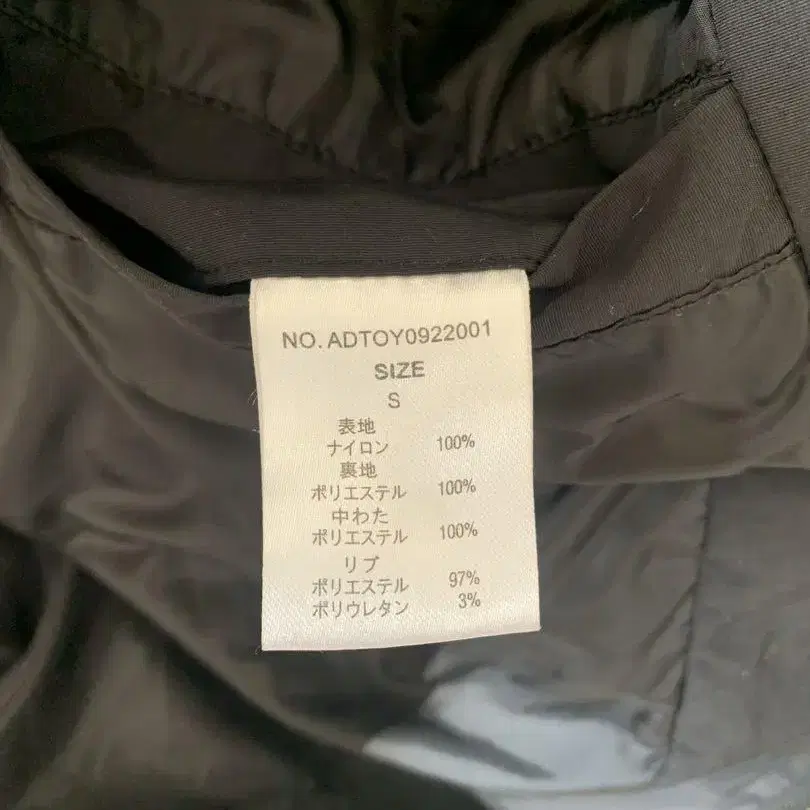 NO. ADTOY0922001
SIZE
S
表地
ナイロン 100%
裏地
ポリエステル 100%
中わた
ポリエステル 100%
リブ
ポリエステル 97%
ポリウレタン 3%